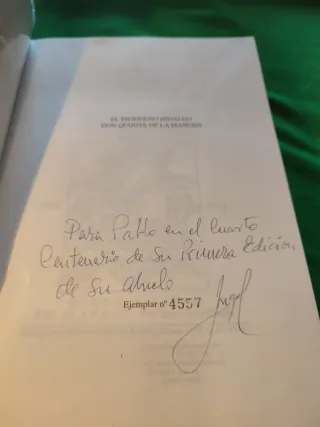 EL INGENIOSO HIDALGO
DON QUIJOTE DE LA MANCHA
Para Pablo en el Cuarto
Centenario de Su Primera Edición
de Su abuelo
Ejemplar nº 4557
Angel